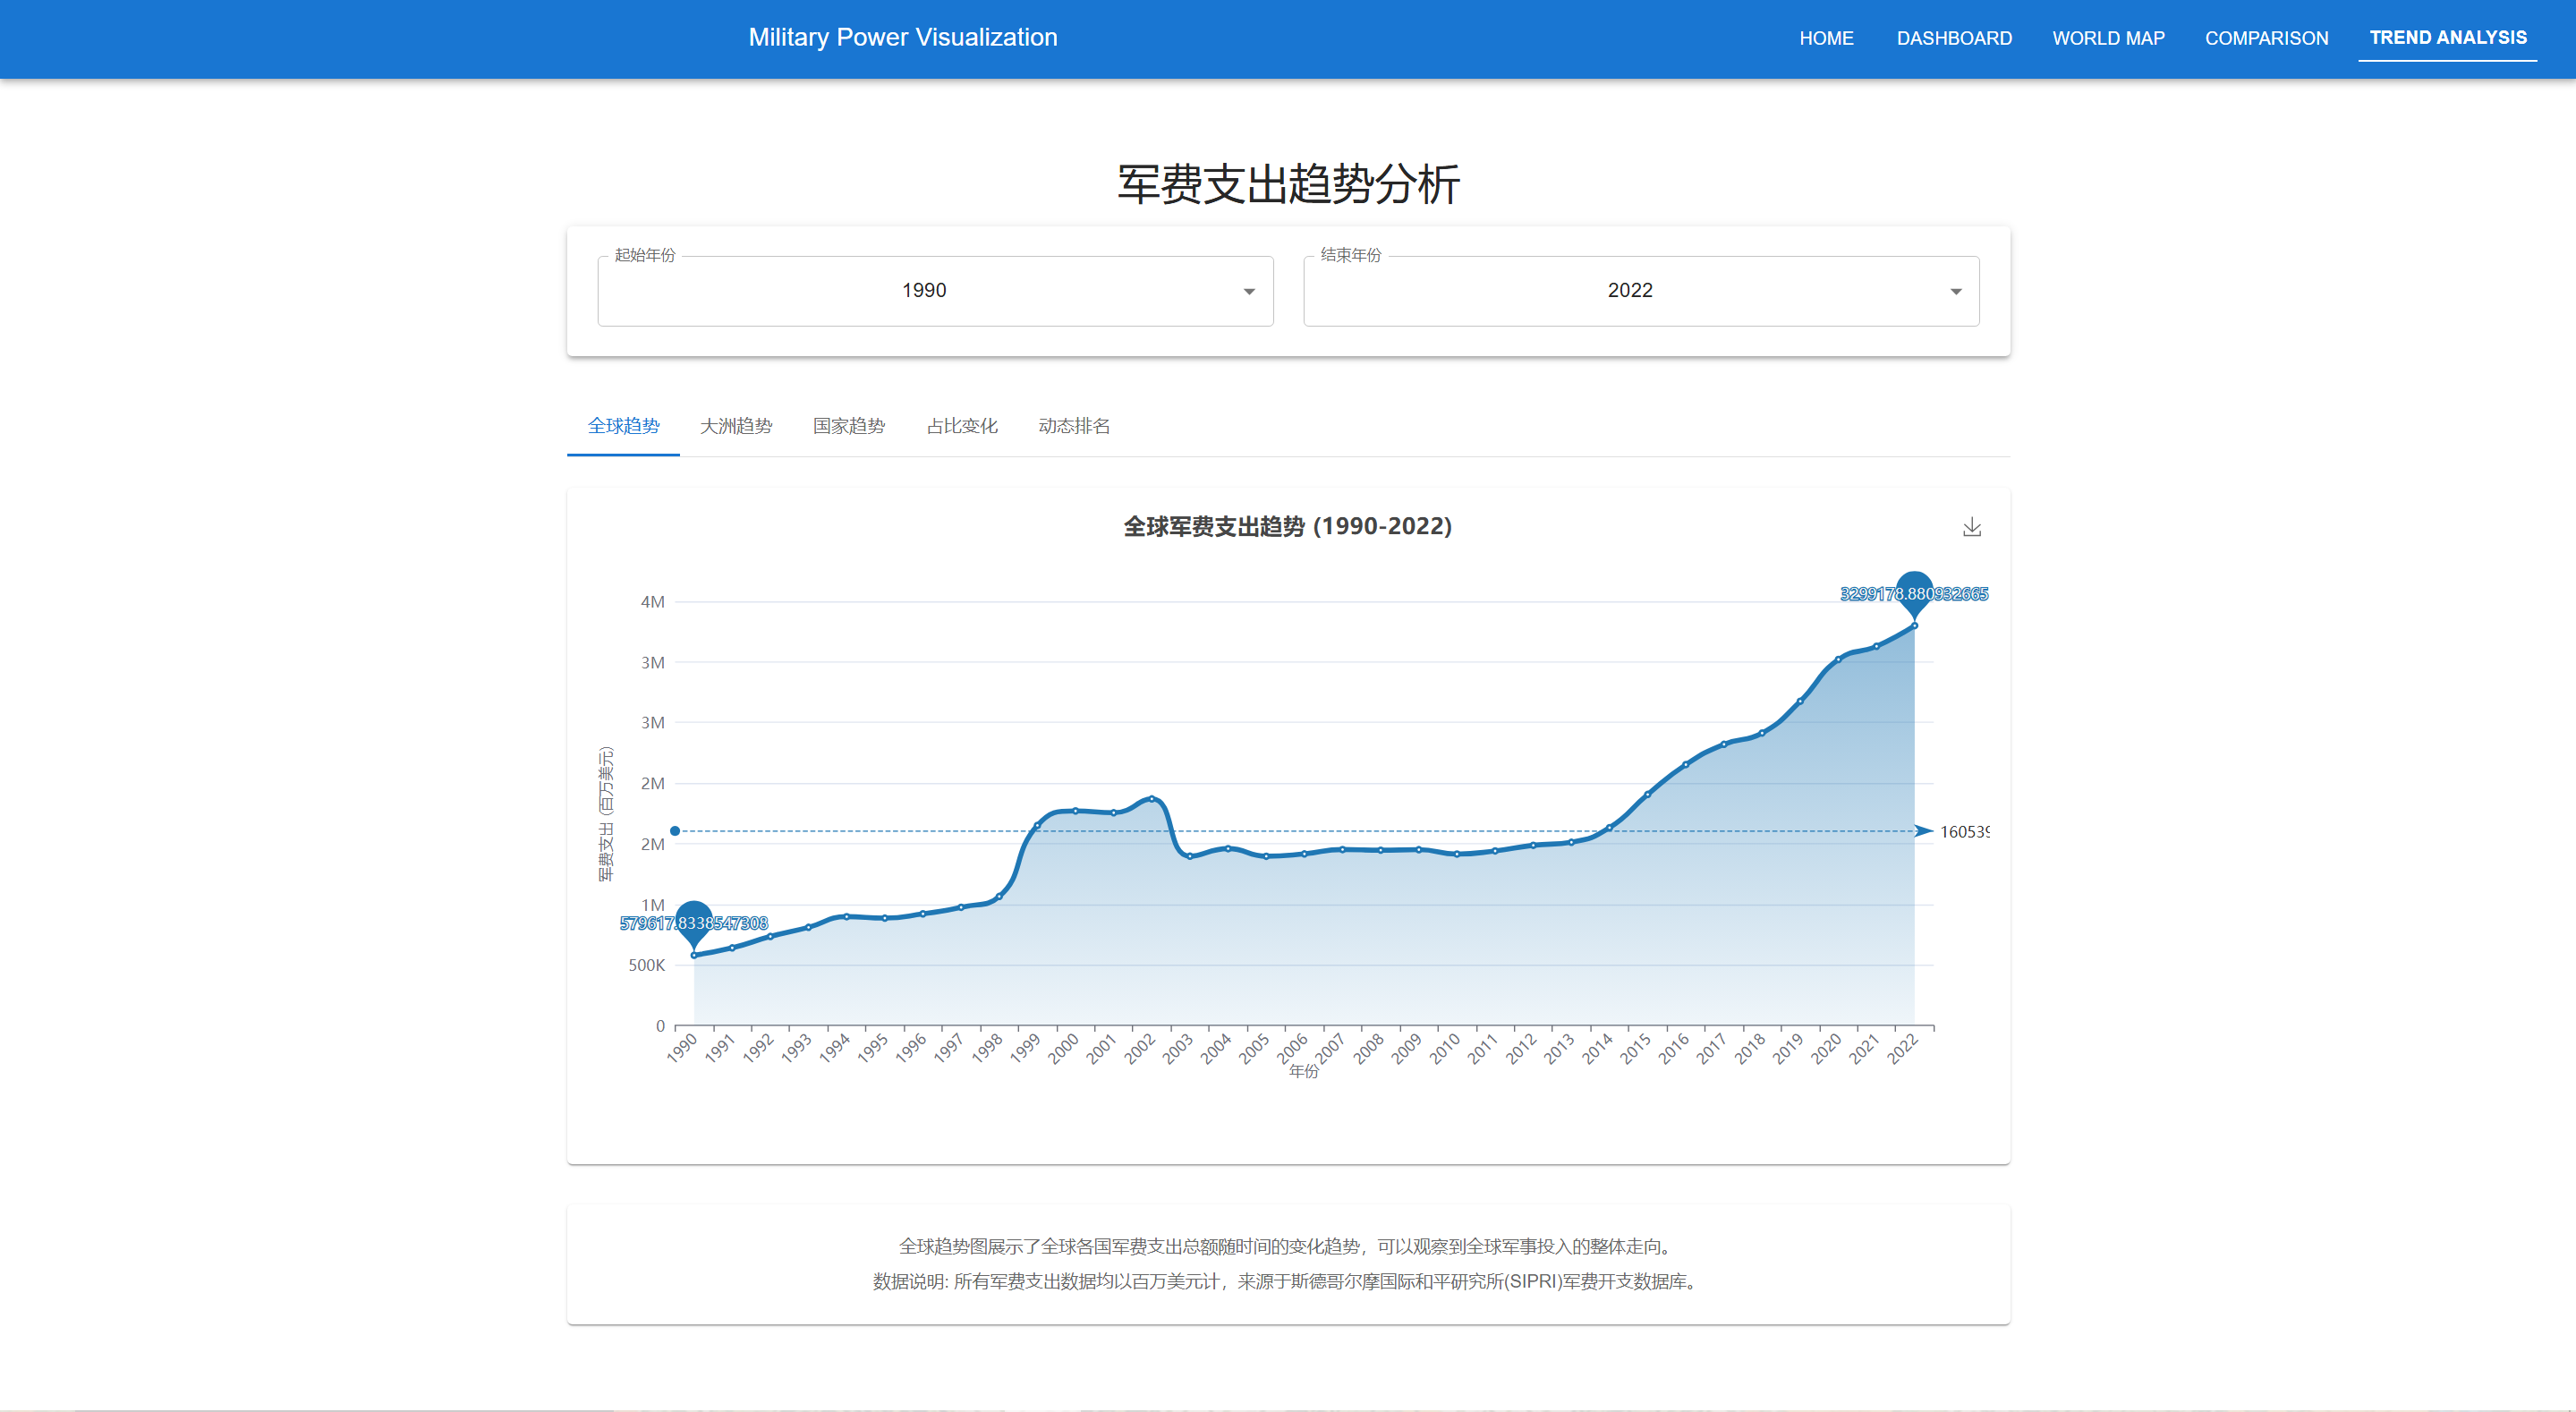 Military Power Visualization
HOME DASHBOARD WORLD MAP COMPARISON TREND ANALYSIS
军费支出趋势分析
起始年份 结束年份
1990 2022
全球趋势 大洲趋势 国家趋势 占比变化 动态排名
全球军费支出趋势 (1990-2022)
3299178.880932665
4M
3M
3M
2M
军费支出（百万美元）
160539
2M
1M
579617.8338547308
500K
0
1990 1991 1992 1993 1994 1995 1996 1997 1998 1999 2000 2001 2002 2003 2004 2005 2006 2007 2008 2009 2010 2011 2012 2013 2014 2015 2016 2017 2018 2019 2020 2021 2022
年份
全球趋势图展示了全球各国军费支出总额随时间的变化趋势，可以观察到全球军事投入的整体走向。
数据说明: 所有军费支出数据均以百万美元计，来源于斯德哥尔摩国际和平研究所(SIPRI)军费开支数据库。